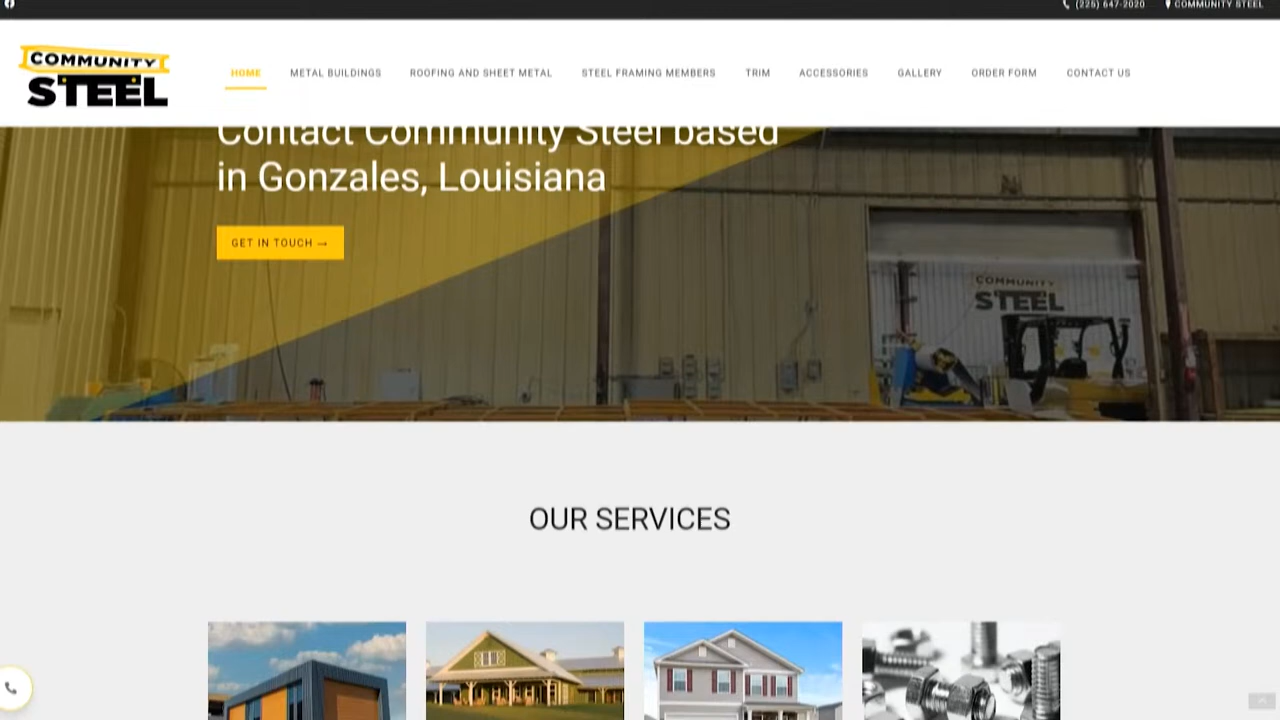 (225) 647-2020 COMMUNITY STEEL
COMMUNITY
STEEL
HOME METAL BUILDINGS ROOFING AND SHEET METAL STEEL FRAMING MEMBERS TRIM ACCESSORIES GALLERY ORDER FORM CONTACT US
Contact Community Steel based
in Gonzales, Louisiana
GET IN TOUCH →
COMMUNITY
STEEL
OUR SERVICES